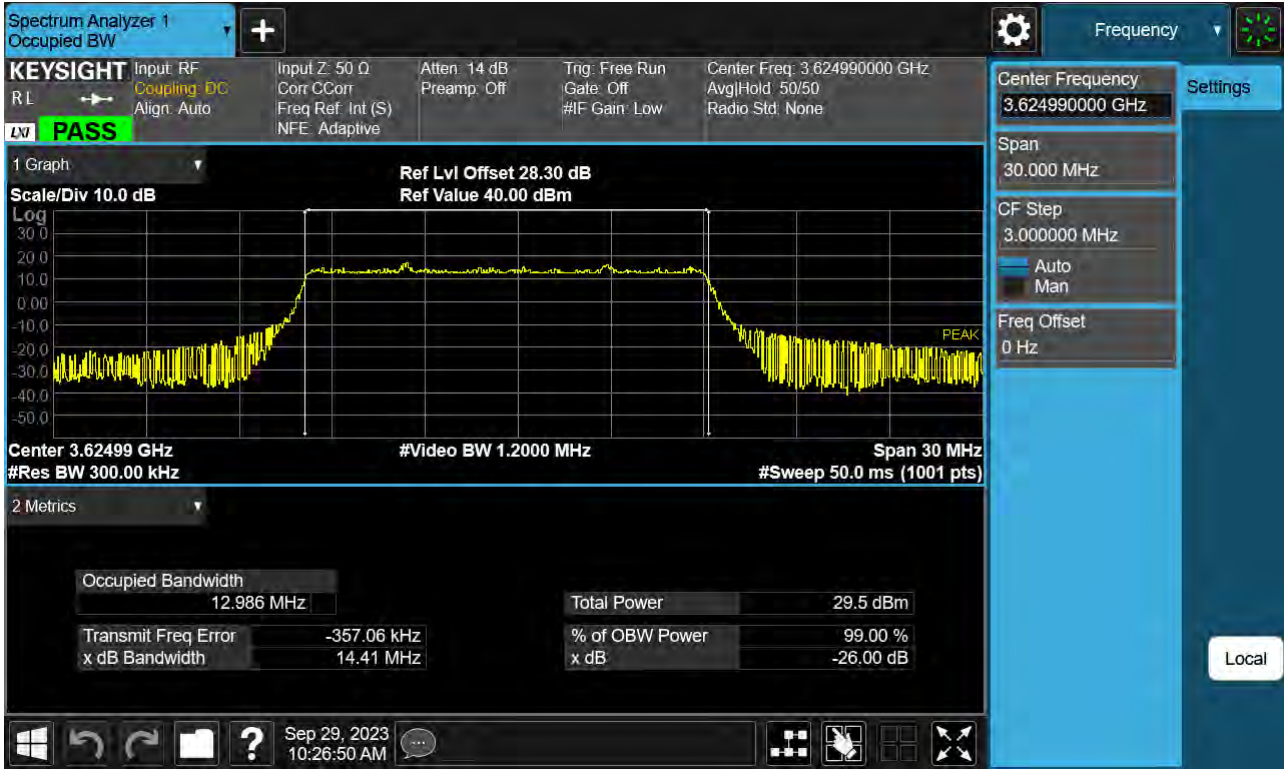 Spectrum Analyzer 1
Occupied BW
Frequency
KEYSIGHT
RL
LXI
PASS
Input: RF
Coupling: DC
Align: Auto
Input Z: 50 Ω
Corr CCorr
Freq Ref: Int (S)
NFE: Adaptive
Atten: 14 dB
Preamp: Off
Trig: Free Run
Gate: Off
#IF Gain: Low
Center Freq: 3.624990000 GHz
Avg|Hold: 50/50
Radio Std: None
Center Frequency
3.624990000 GHz
Settings
Span
30.000 MHz
CF Step
3.000000 MHz
Auto
Man
Freq Offset
0 Hz
Local
1 Graph
Scale/Div 10.0 dB
Ref Lvl Offset 28.30 dB
Ref Value 40.00 dBm
Log
30.0
20.0
10.0
0.00
-10.0
-20.0
-30.0
-40.0
-50.0
PEAK
Center 3.62499 GHz
#Video BW 1.2000 MHz
Span 30 MHz
#Res BW 300.00 kHz
#Sweep 50.0 ms (1001 pts)
2 Metrics
Occupied Bandwidth
12.986 MHz
Total Power 29.5 dBm
Transmit Freq Error -357.06 kHz
% of OBW Power 99.00 %
x dB Bandwidth 14.41 MHz
x dB -26.00 dB
?
Sep 29, 2023
10:26:50 AM